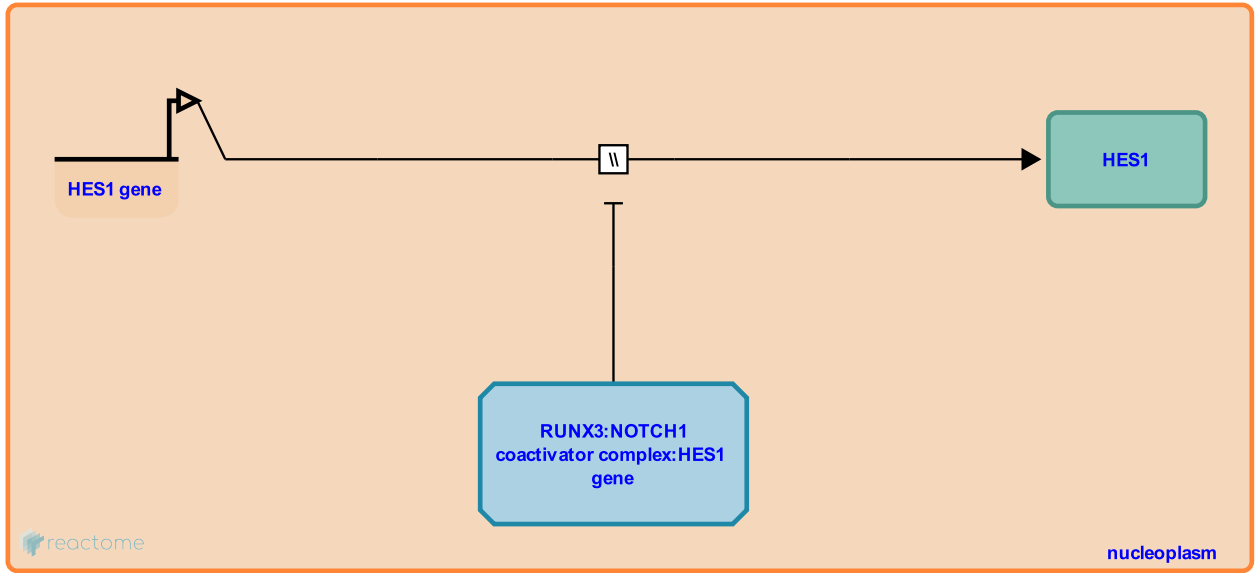 HES1 gene
\\
HES1
RUNX3:NOTCH1
coactivator complex:HES1
gene
reactome
nucleoplasm